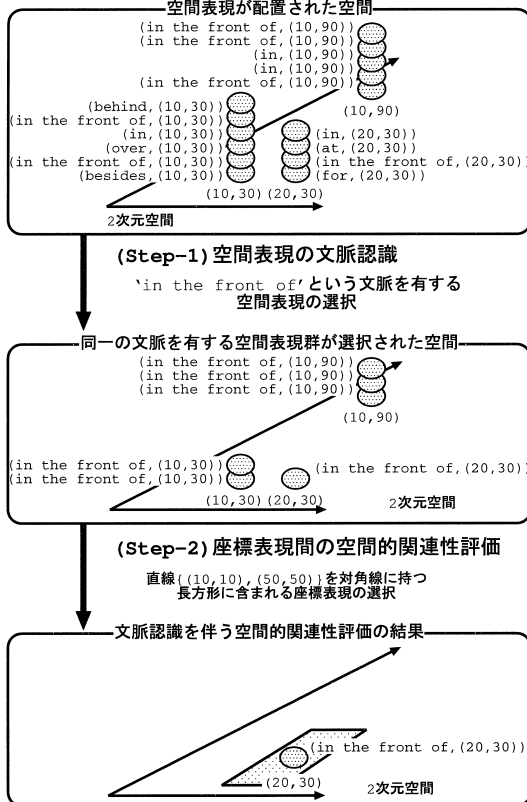 空間表現が配置された空間
(in the front of,(10,90))
(in the front of,(10,90))
(in,(10,90))
(in,(10,90))
(in the front of,(10,90))
(10,90)
(behind,(10,30))
(in the front of,(10,30))
(in,(10,30))
(over,(10,30))
(in the front of,(10,30))
(besides,(10,30))
(in,(20,30))
(at,(20,30))
(in the front of,(20,30)
(for,(20,30))
(10,30) (20,30)
2次元空間
(Step-1)空間表現の文脈認識
'in the front of'という文脈を有する
空間表現の選択
同一の文脈を有する空間表現群が選択された空間
(in the front of,(10,90))
(in the front of,(10,90))
(in the front of,(10,90))
(10,90)
(in the front of,(10,30))
(in the front of,(10,30))
(in the front of,(20,30)
(10,30) (20,30)
2次元空間
(Step-2)座標表現間の空間的関連性評価
直線{(10,10),(50,50)}を対角線に持つ
長方形に含まれる座標表現の選択
文脈認識を伴う空間的関連性評価の結果
(in the front of,(20,30))
(20,30)
2次元空間